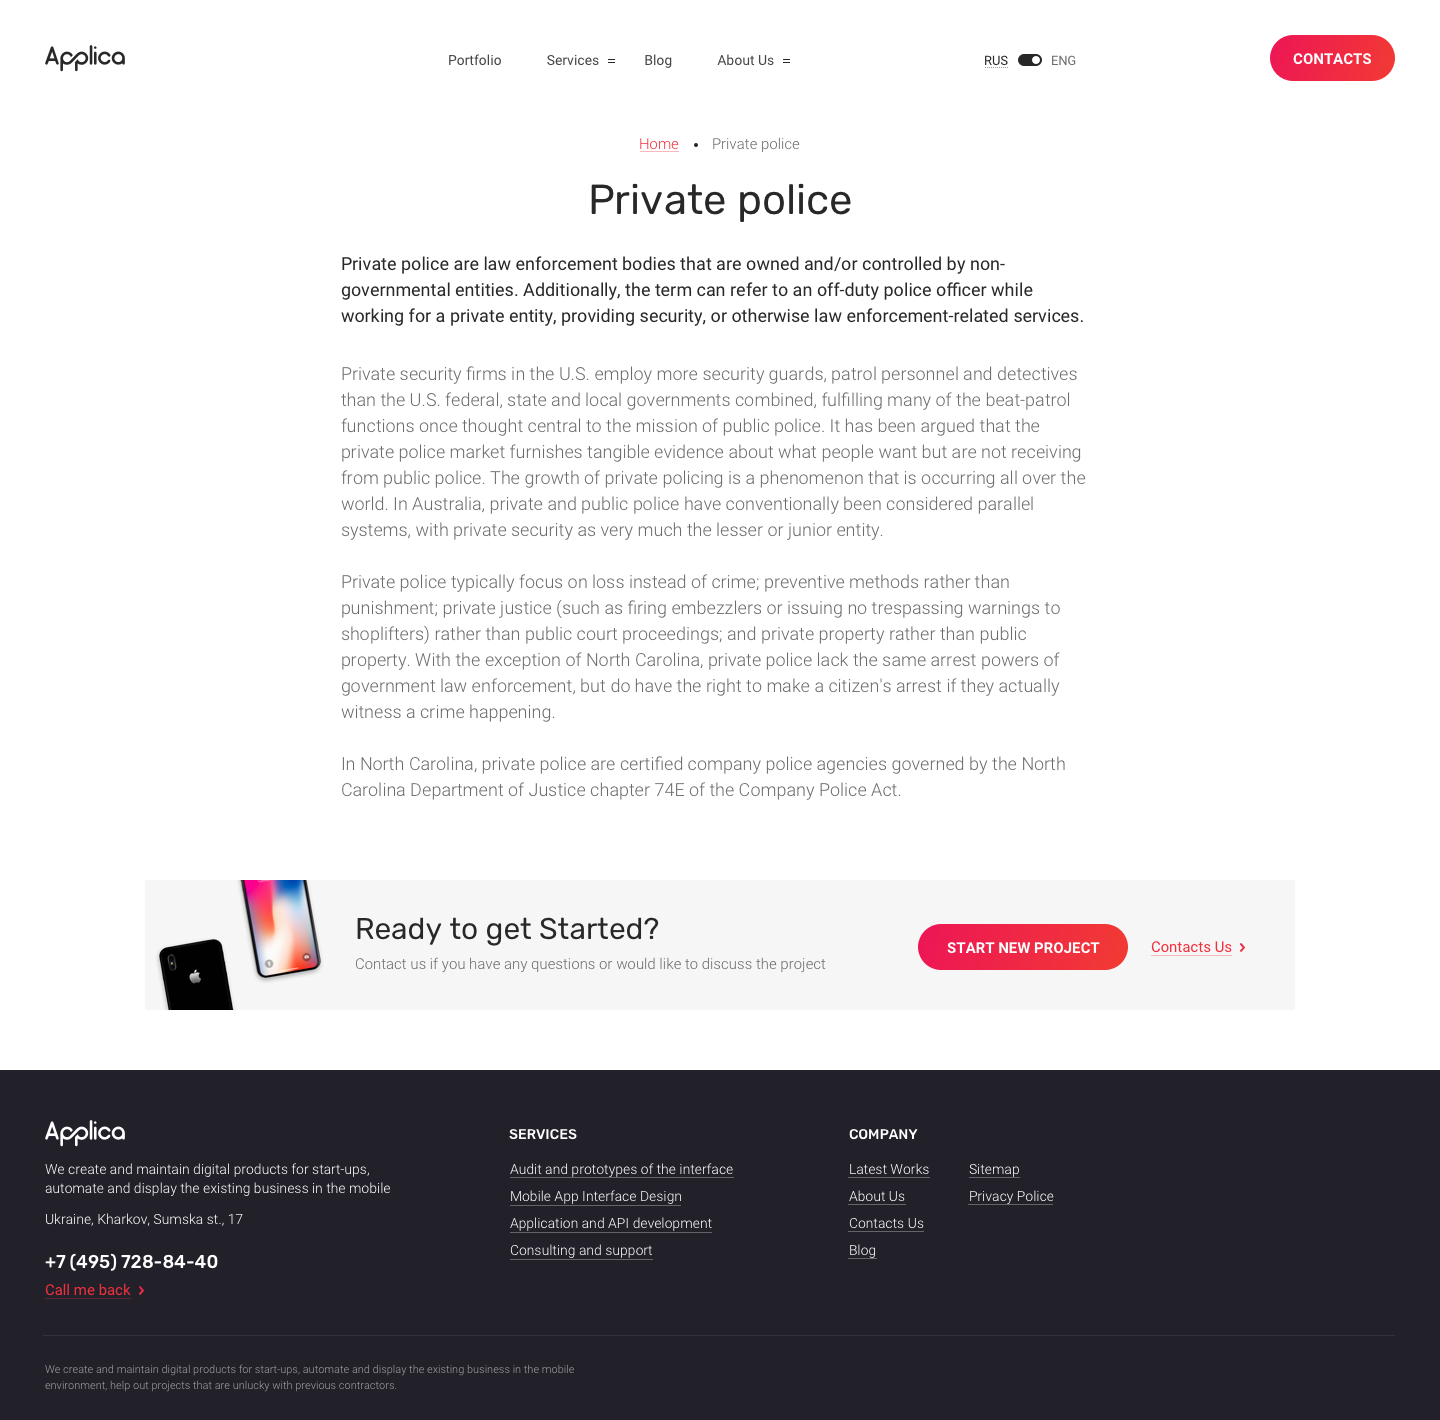 Applica
Portfolio
Services
Blog
About Us
RUS
ENG
CONTACTS
Home • Private police
Private police
Private police are law enforcement bodies that are owned and/or controlled by non-
governmental entities. Additionally, the term can refer to an off-duty police officer while
working for a private entity, providing security, or otherwise law enforcement-related services.
Private security firms in the U.S. employ more security guards, patrol personnel and detectives
than the U.S. federal, state and local governments combined, fulfilling many of the beat-patrol
functions once thought central to the mission of public police. It has been argued that the
private police market furnishes tangible evidence about what people want but are not receiving
from public police. The growth of private policing is a phenomenon that is occurring all over the
world. In Australia, private and public police have conventionally been considered parallel
systems, with private security as very much the lesser or junior entity.
Private police typically focus on loss instead of crime; preventive methods rather than
punishment; private justice (such as firing embezzlers or issuing no trespassing warnings to
shoplifters) rather than public court proceedings; and private property rather than public
property. With the exception of North Carolina, private police lack the same arrest powers of
government law enforcement, but do have the right to make a citizen's arrest if they actually
witness a crime happening.
In North Carolina, private police are certified company police agencies governed by the North
Carolina Department of Justice chapter 74E of the Company Police Act.
Ready to get Started?
Contact us if you have any questions or would like to discuss the project
START NEW PROJECT
Contacts Us
Applica
We create and maintain digital products for start-ups,
automate and display the existing business in the mobile
Ukraine, Kharkov, Sumska st., 17
+7 (495) 728-84-40
Call me back
SERVICES
Audit and prototypes of the interface
Mobile App Interface Design
Application and API development
Consulting and support
COMPANY
Latest Works
About Us
Contacts Us
Blog
Sitemap
Privacy Police
We create and maintain digital products for start-ups, automate and display the existing business in the mobile
environment, help out projects that are unlucky with previous contractors.